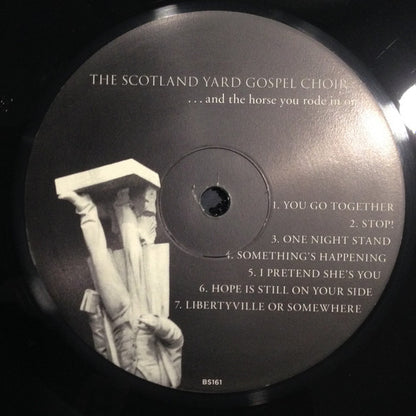 THE SCOTLAND YARD GOSPEL CHOIR
...and the horse you rode in on
1. YOU GO TOGETHER
2. STOP!
3. ONE NIGHT STAND
4. SOMETHING'S HAPPENING
5. I PRETEND SHE'S YOU
6. HOPE IS STILL ON YOUR SIDE
7. LIBERTYVILLE OR SOMEWHERE
BS161